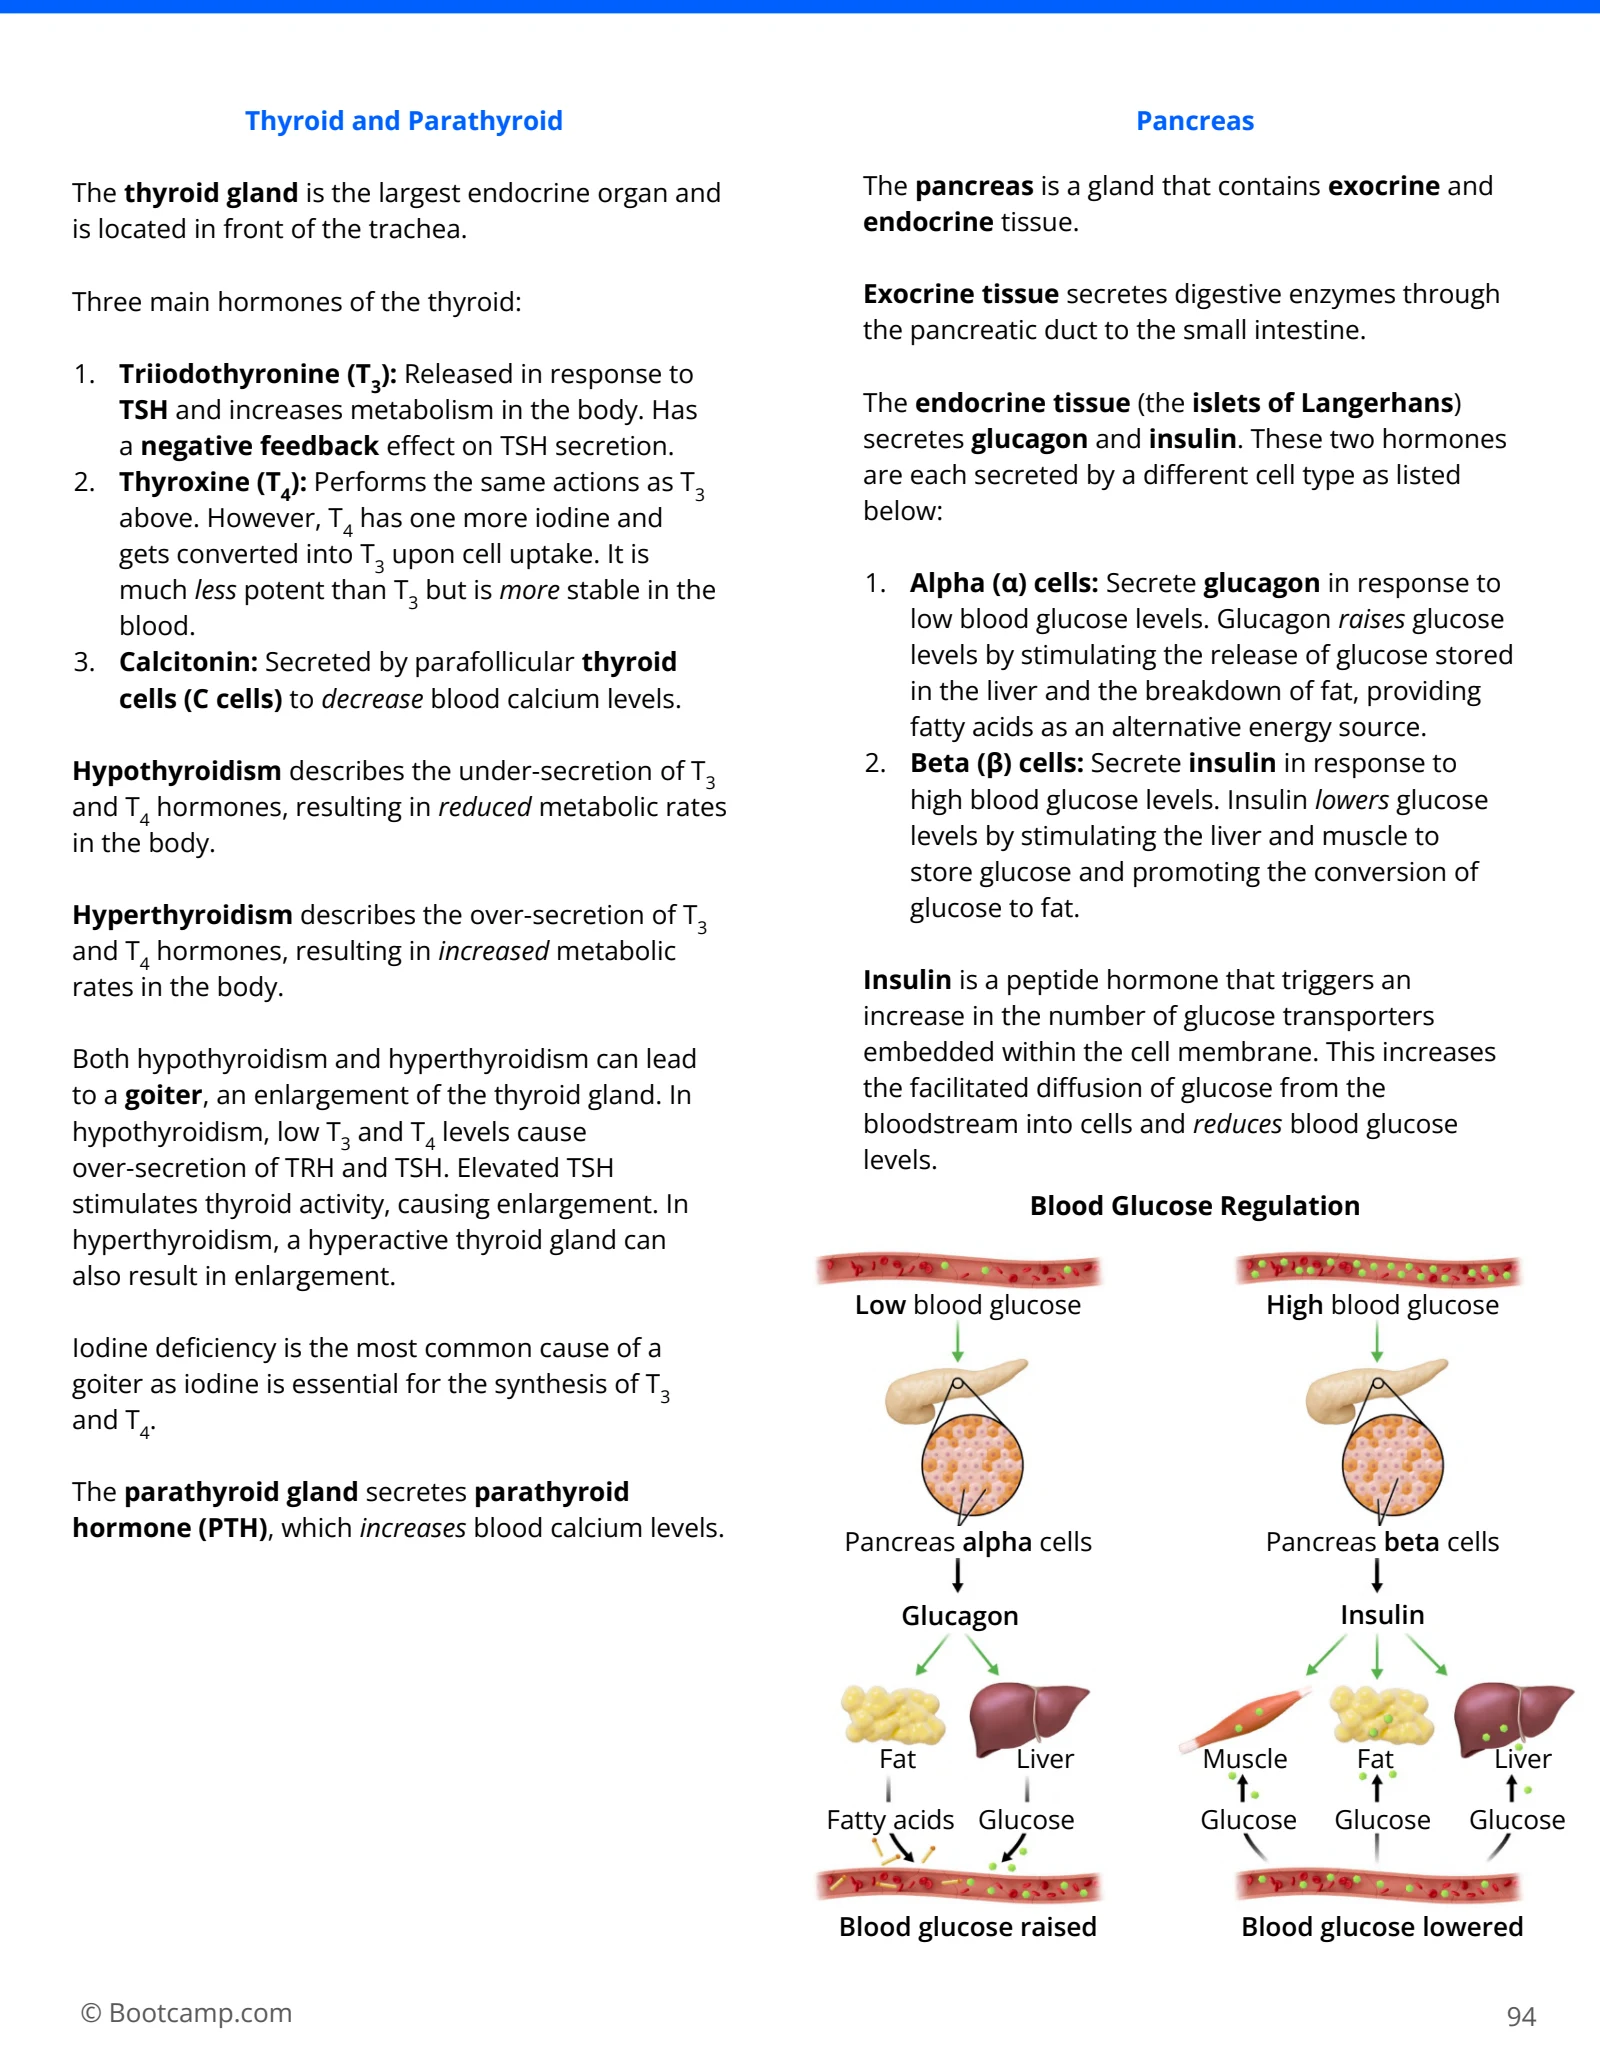 Thyroid and Parathyroid
The thyroid gland is the largest endocrine organ and
is located in front of the trachea.
Three main hormones of the thyroid:
1. Triiodothyronine (T3): Released in response to
TSH and increases metabolism in the body. Has
a negative feedback effect on TSH secretion.
2. Thyroxine (T4): Performs the same actions as T3
above. However, T4 has one more iodine and
gets converted into T3 upon cell uptake. It is
much less potent than T3 but is more stable in the
blood.
3. Calcitonin: Secreted by parafollicular thyroid
cells (C cells) to decrease blood calcium levels.
Hypothyroidism describes the under-secretion of T3
and T4 hormones, resulting in reduced metabolic rates
in the body.
Hyperthyroidism describes the over-secretion of T3
and T4 hormones, resulting in increased metabolic
rates in the body.
Both hypothyroidism and hyperthyroidism can lead
to a goiter, an enlargement of the thyroid gland. In
hypothyroidism, low T3 and T4 levels cause
over-secretion of TRH and TSH. Elevated TSH
stimulates thyroid activity, causing enlargement. In
hyperthyroidism, a hyperactive thyroid gland can
also result in enlargement.
Iodine deficiency is the most common cause of a
goiter as iodine is essential for the synthesis of T3
and T4.
The parathyroid gland secretes parathyroid
hormone (PTH), which increases blood calcium levels.
Pancreas
The pancreas is a gland that contains exocrine and
endocrine tissue.
Exocrine tissue secretes digestive enzymes through
the pancreatic duct to the small intestine.
The endocrine tissue (the islets of Langerhans)
secretes glucagon and insulin. These two hormones
are each secreted by a different cell type as listed
below:
1. Alpha (α) cells: Secrete glucagon in response to
low blood glucose levels. Glucagon raises glucose
levels by stimulating the release of glucose stored
in the liver and the breakdown of fat, providing
fatty acids as an alternative energy source.
2. Beta (β) cells: Secrete insulin in response to
high blood glucose levels. Insulin lowers glucose
levels by stimulating the liver and muscle to
store glucose and promoting the conversion of
glucose to fat.
Insulin is a peptide hormone that triggers an
increase in the number of glucose transporters
embedded within the cell membrane. This increases
the facilitated diffusion of glucose from the
bloodstream into cells and reduces blood glucose
levels.
Blood Glucose Regulation
Low blood glucose
Pancreas alpha cells
Glucagon
Fat Liver
Fatty acids Glucose
Blood glucose raised
High blood glucose
Pancreas beta cells
Insulin
Muscle Fat Liver
Glucose Glucose Glucose
Blood glucose lowered
© Bootcamp.com
94